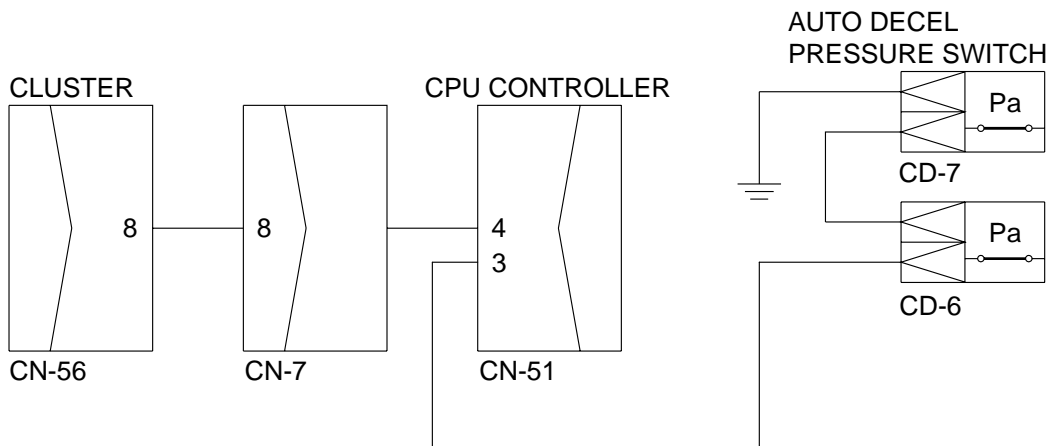 AUTO DECEL
PRESSURE SWITCH
CLUSTER
CPU CONTROLLER
Pa
CD-7
8
8
4
3
Pa
CD-6
CN-56
CN-7
CN-51